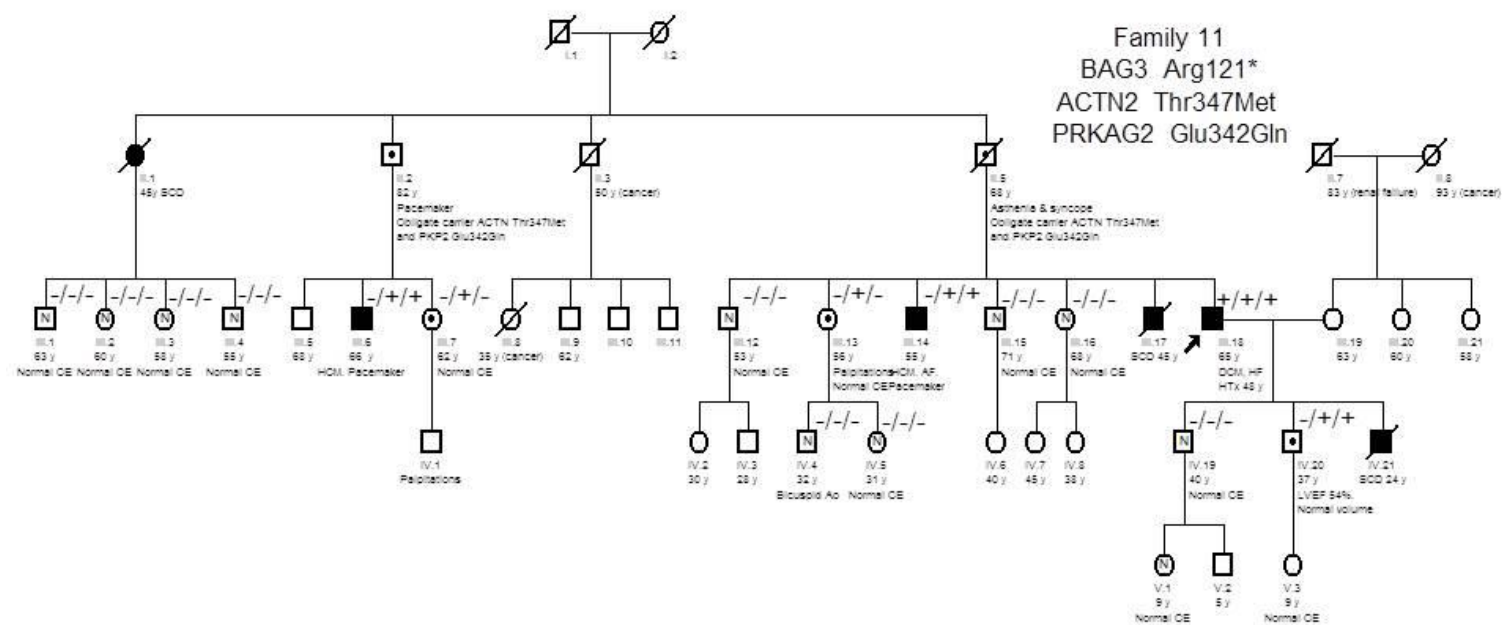 Family 11
BAG3 Arg121*
ACTN2 Thr347Met
PRKAG2 Glu342Gln
I.1
I.2
II.1
45y SCD
II.2
82 y
Pacemaker
Obligate carrier ACTN Thr347Met
and PKP2 Glu342Gln
II.3
50 y (cancer)
II.5
68 y
Asthenia & syncope
Obligate carrier ACTN Thr347Met
and PKP2 Glu342Gln
II.7
83 y (renal failure)
II.8
93 y (cancer)
-/-/-
N
III.1
63 y
Normal CE
-/-/-
N
III.2
60 y
Normal CE
-/-/-
N
III.3
58 y
Normal CE
-/-/-
N
III.4
55 y
Normal CE
III.5
68 y
-/+/+
III.6
66 y
HCM. Pacemaker
-/+/-
III.7
62 y
Normal CE
III.8
35 y (cancer)
III.9
62 y
III.10
III.11
-/-/-
N
III.12
53 y
Normal CE
-/+/-
III.13
56 y
Palpitations
Normal CE
-/+/+
III.14
55 y
HCM. AF.
Pacemaker
-/-/-
N
III.15
71 y
Normal CE
-/-/-
N
III.16
68 y
Normal CE
III.17
SCD 45 y
+/+/+
III.18
65 y
DCM, HF
HTx 48 y
III.19
63 y
III.20
60 y
III.21
58 y
IV.1
Palpitations
IV.2
30 y
IV.3
28 y
-/-/-
N
IV.4
32 y
Bicuspid Ao
-/-/-
N
IV.5
31 y
Normal CE
IV.6
40 y
IV.7
45 y
IV.8
38 y
-/-/-
N
IV.19
40 y
Normal CE
-/+/+
IV.20
37 y
LVEF 54%.
Normal volume
IV.21
SCD 24 y
N
V.1
9 y
Normal CE
V.2
5 y
V.3
9 y
Normal CE